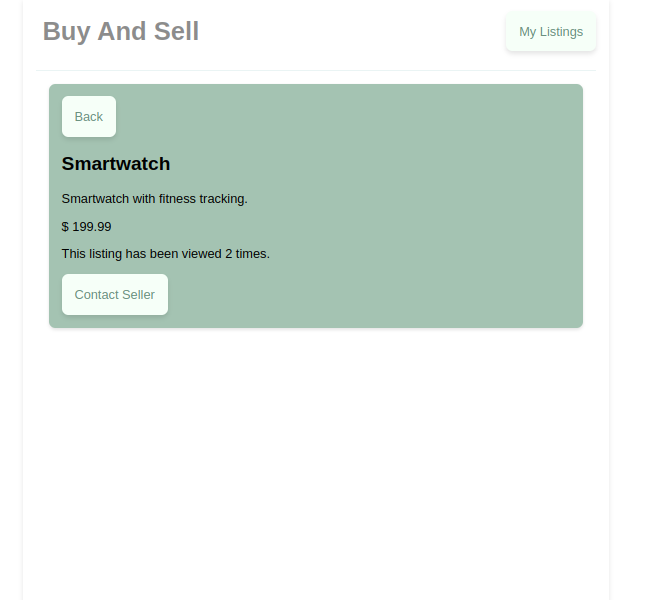 Buy And Sell
My Listings
Back
Smartwatch
Smartwatch with fitness tracking.
$ 199.99
This listing has been viewed 2 times.
Contact Seller